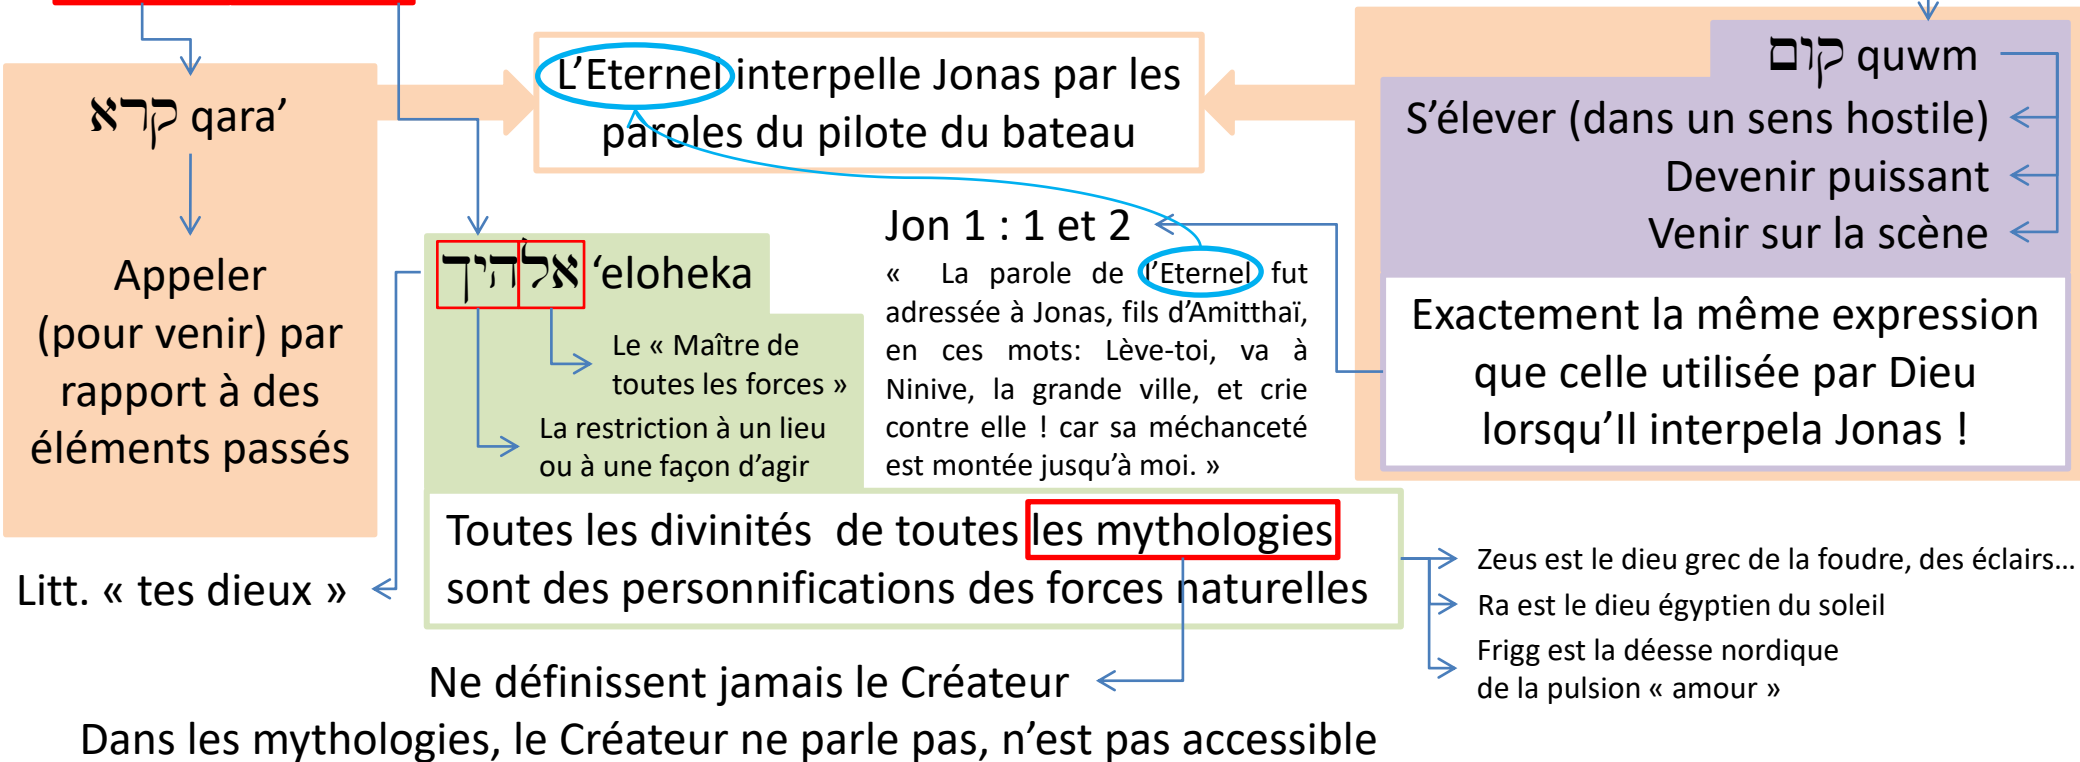 קרא qara’
Appeler
(pour venir) par
rapport à des
éléments passés
L’Eternel interpelle Jonas par les
paroles du pilote du bateau
קום quwm
S’élever (dans un sens hostile)
Devenir puissant
Venir sur la scène
Exactement la même expression
que celle utilisée par Dieu
lorsqu’Il interpela Jonas !
Jon 1 : 1 et 2
« La parole de l’Eternel fut
adressée à Jonas, fils d’Amitthaï,
en ces mots: Lève-toi, va à
Ninive, la grande ville, et crie
contre elle ! car sa méchanceté
est montée jusqu’à moi. »
אלהיך ‘eloheka
Le « Maître de
toutes les forces »
La restriction à un lieu
ou à une façon d’agir
Litt. « tes dieux »
Toutes les divinités de toutes les mythologies
sont des personnifications des forces naturelles
Zeus est le dieu grec de la foudre, des éclairs…
Ra est le dieu égyptien du soleil
Frigg est la déesse nordique
de la pulsion « amour »
Ne définissent jamais le Créateur
Dans les mythologies, le Créateur ne parle pas, n’est pas accessible